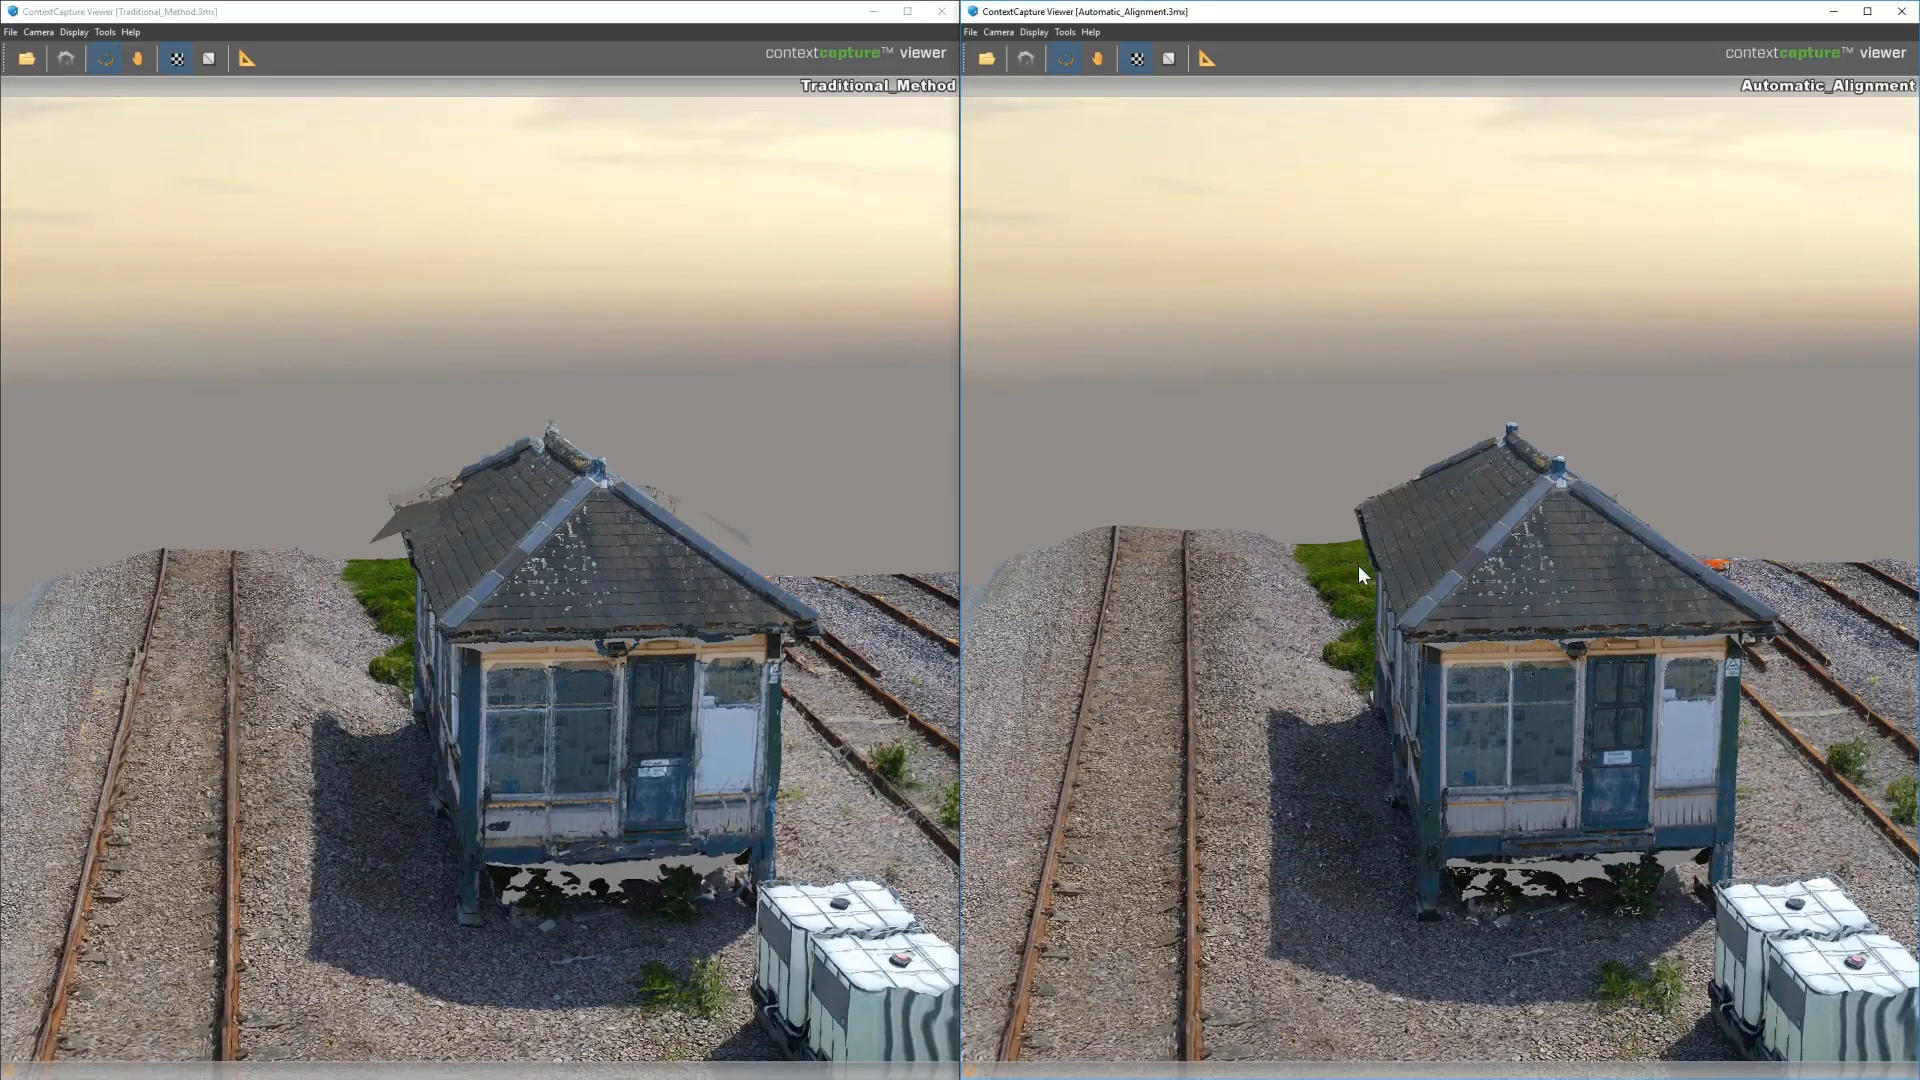 ContextCapture Viewer [Traditional_Method.3mx]
File Camera Display Tools Help
contextcapture™ viewer
Traditional_Method
ContextCapture Viewer [Automatic_Alignment.3mx]
File Camera Display Tools Help
contextcapture™ viewer
Automatic_Alignment